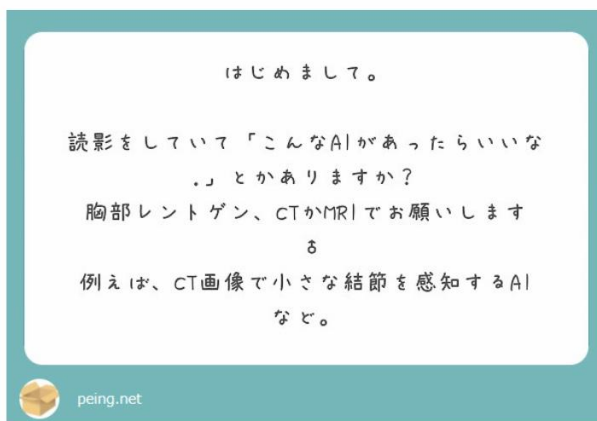 はじめまして。
読影をしていて「こんなAIがあったらいいな
.」とかありますか？
胸部レントゲン、CTかMRIでお願いします
る
例えば、CT画像で小さな結節を感知するAI
など。
peing.net